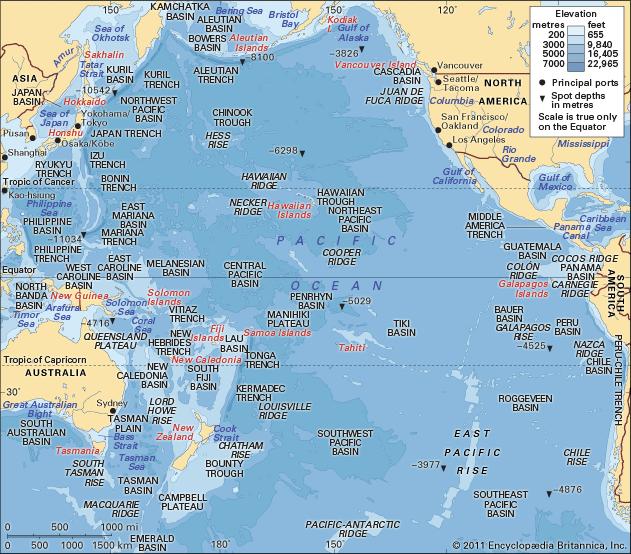 150°
180°
150°
120°
90°
60°
KAMCHATKA
BASIN
ALEUTIAN
BASIN
BOWERS
BASIN
Bering Sea
Bristol
Bay
Kodiak
I.
Gulf of
Alaska
Sea of
Okhotsk
Aleutian
Islands
-8100
-3826
Vancouver Island
Amur
Sakhalin
Tatar
Strait
KURIL
BASIN
KURIL
TRENCH
ALEUTIAN
TRENCH
CASCADIA
BASIN
JUAN DE
FUCA RIDGE
Vancouver
Seattle/
Tacoma
NORTH
AMERICA
Columbia
ASIA
JAPAN
BASIN
10542
Hokkaido
NORTHWEST
PACIFIC
BASIN
Sea of
Japan
Yokohama/
Tokyo
Honshu
Pusan
Osaka/Kōbe
JAPAN TRENCH
CHINOOK
TROUGH
HESS
RISE
San Francisco/
Oakland
Los Angeles
Colorado
Rio
Grande
Mississippi
Shanghai
RYUKYU
TRENCH
IZU
TRENCH
-6298
Tropic of Cancer
Kao-hsiung
BONIN
TRENCH
HAWAIIAN
RIDGE
Gulf of
California
Gulf of
Mexico
Philippine
Sea
NECKER
RIDGE
Hawaiian
Islands
HAWAIIAN
TROUGH
NORTHEAST
PACIFIC
BASIN
PHILIPPINE
BASIN
EAST
MARIANA
BASIN
MARIANA
TRENCH
-11034
PHILIPPINE
TRENCH
MIDDLE
AMERICA
TRENCH
Caribbean
Sea
Panama
Canal
PACIFIC
COOPER
RIDGE
GUATEMALA
BASIN
COCOS RIDGE
Equator
WEST
CAROLINE
BASIN
EAST
CAROLINE
BASIN
MELANESIAN
BASIN
CENTRAL
PACIFIC
BASIN
COLÓN
RIDGE
PANAMA
BASIN
CARNEGIE
RIDGE
Galapagos
Islands
SOUTH
AMERICA
OCEAN
NORTH
BANDA
BASIN
New Guinea
Solomon
Islands
Solomon
Sea
Arafura
Sea
Timor
Sea
Coral
Sea
-4716
VITIAZ
TRENCH
PENRHYN
BASIN
-5029
MANIHIKI
PLATEAU
Samoa Islands
TIKI
BASIN
BAUER
BASIN
GALAPAGOS
RISE
PERU
BASIN
-4525
QUEENSLAND
PLATEAU
NEW
HEBRIDES
TRENCH
Fiji
Islands
LAU
BASIN
Tahiti
NAZCA
RIDGE
Tropic of Capricorn
New Caledonia
TONGA
TRENCH
CHILE
BASIN
PERU-CHILE TRENCH
AUSTRALIA
NEW
CALEDONIA
BASIN
SOUTH
FIJI
BASIN
KERMADEC
TRENCH
30°
Great Australian
Bight
Sydney
LORD
HOWE
RISE
LOUISVILLE
RIDGE
ROGGEVEEN
BASIN
SOUTH
AUSTRALIAN
BASIN
TASMAN
PLAIN
Bass
Strait
New
Zealand
Cook
Strait
SOUTHWEST
PACIFIC
BASIN
EAST
PACIFIC
RISE
Tasmania
Tasman
Sea
CHATHAM
RISE
CHILE
RISE
SOUTH
TASMAN
RISE
TASMAN
BASIN
BOUNTY
TROUGH
-3977
-4876
MACQUARIE
RIDGE
CAMPBELL
PLATEAU
SOUTHEAST
PACIFIC
BASIN
EMERALD
BASIN
PACIFIC-ANTARCTIC
RIDGE
0 500 1000 mi
0 500 1000 1500 km
180°
150°
Elevation
metres feet
200 655
3000 9,840
5000 16,405
7000 22,965
Principal ports
Spot depths
in metres
Scale is true only
on the Equator
© 2011 Encyclopædia Britannica, Inc.